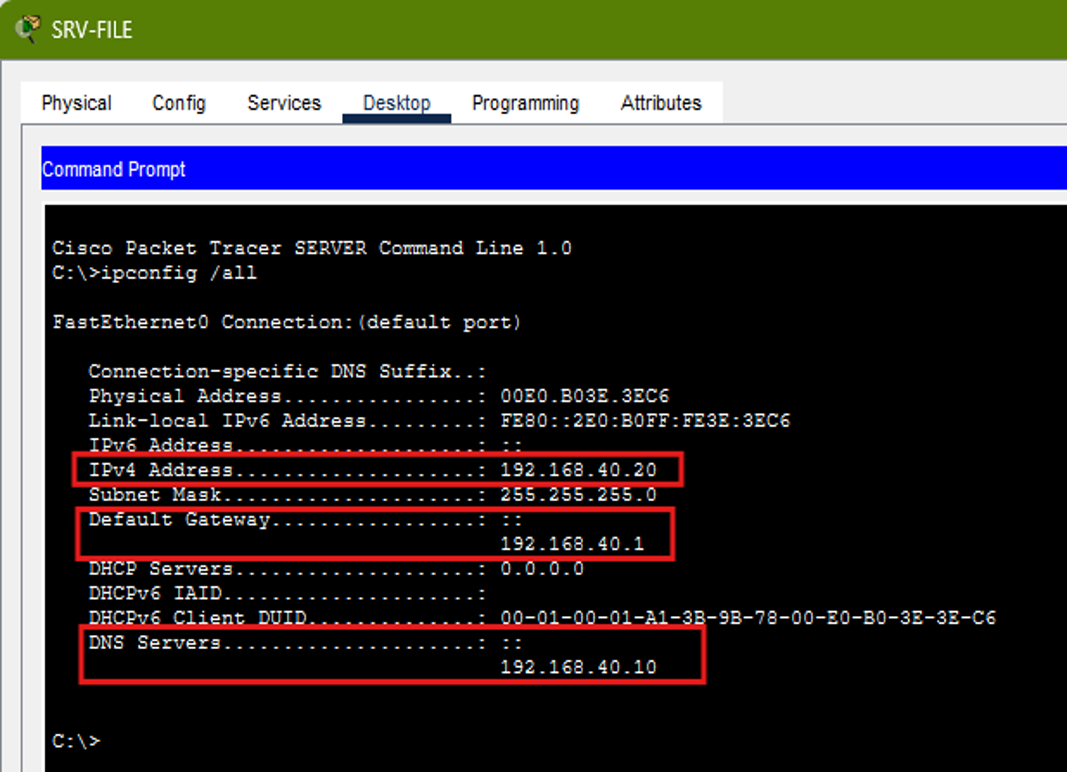 SRV-FILE
Physical Config Services Desktop Programming Attributes
Command Prompt
Cisco Packet Tracer SERVER Command Line 1.0
C:\>ipconfig /all
FastEthernet0 Connection:(default port)
Connection-specific DNS Suffix..:
Physical Address................: 00E0.B03E.3EC6
Link-local IPv6 Address.........: FE80::2E0:B0FF:FE3E:3EC6
IPv6 Address....................: ::
IPv4 Address....................: 192.168.40.20
Subnet Mask.....................: 255.255.255.0
Default Gateway.................: ::
192.168.40.1
DHCP Servers....................: 0.0.0.0
DHCPv6 IAID.....................:
DHCPv6 Client DUID..............: 00-01-00-01-A1-3B-9B-78-00-E0-B0-3E-3E-C6
DNS Servers.....................: ::
192.168.40.10
C:\>